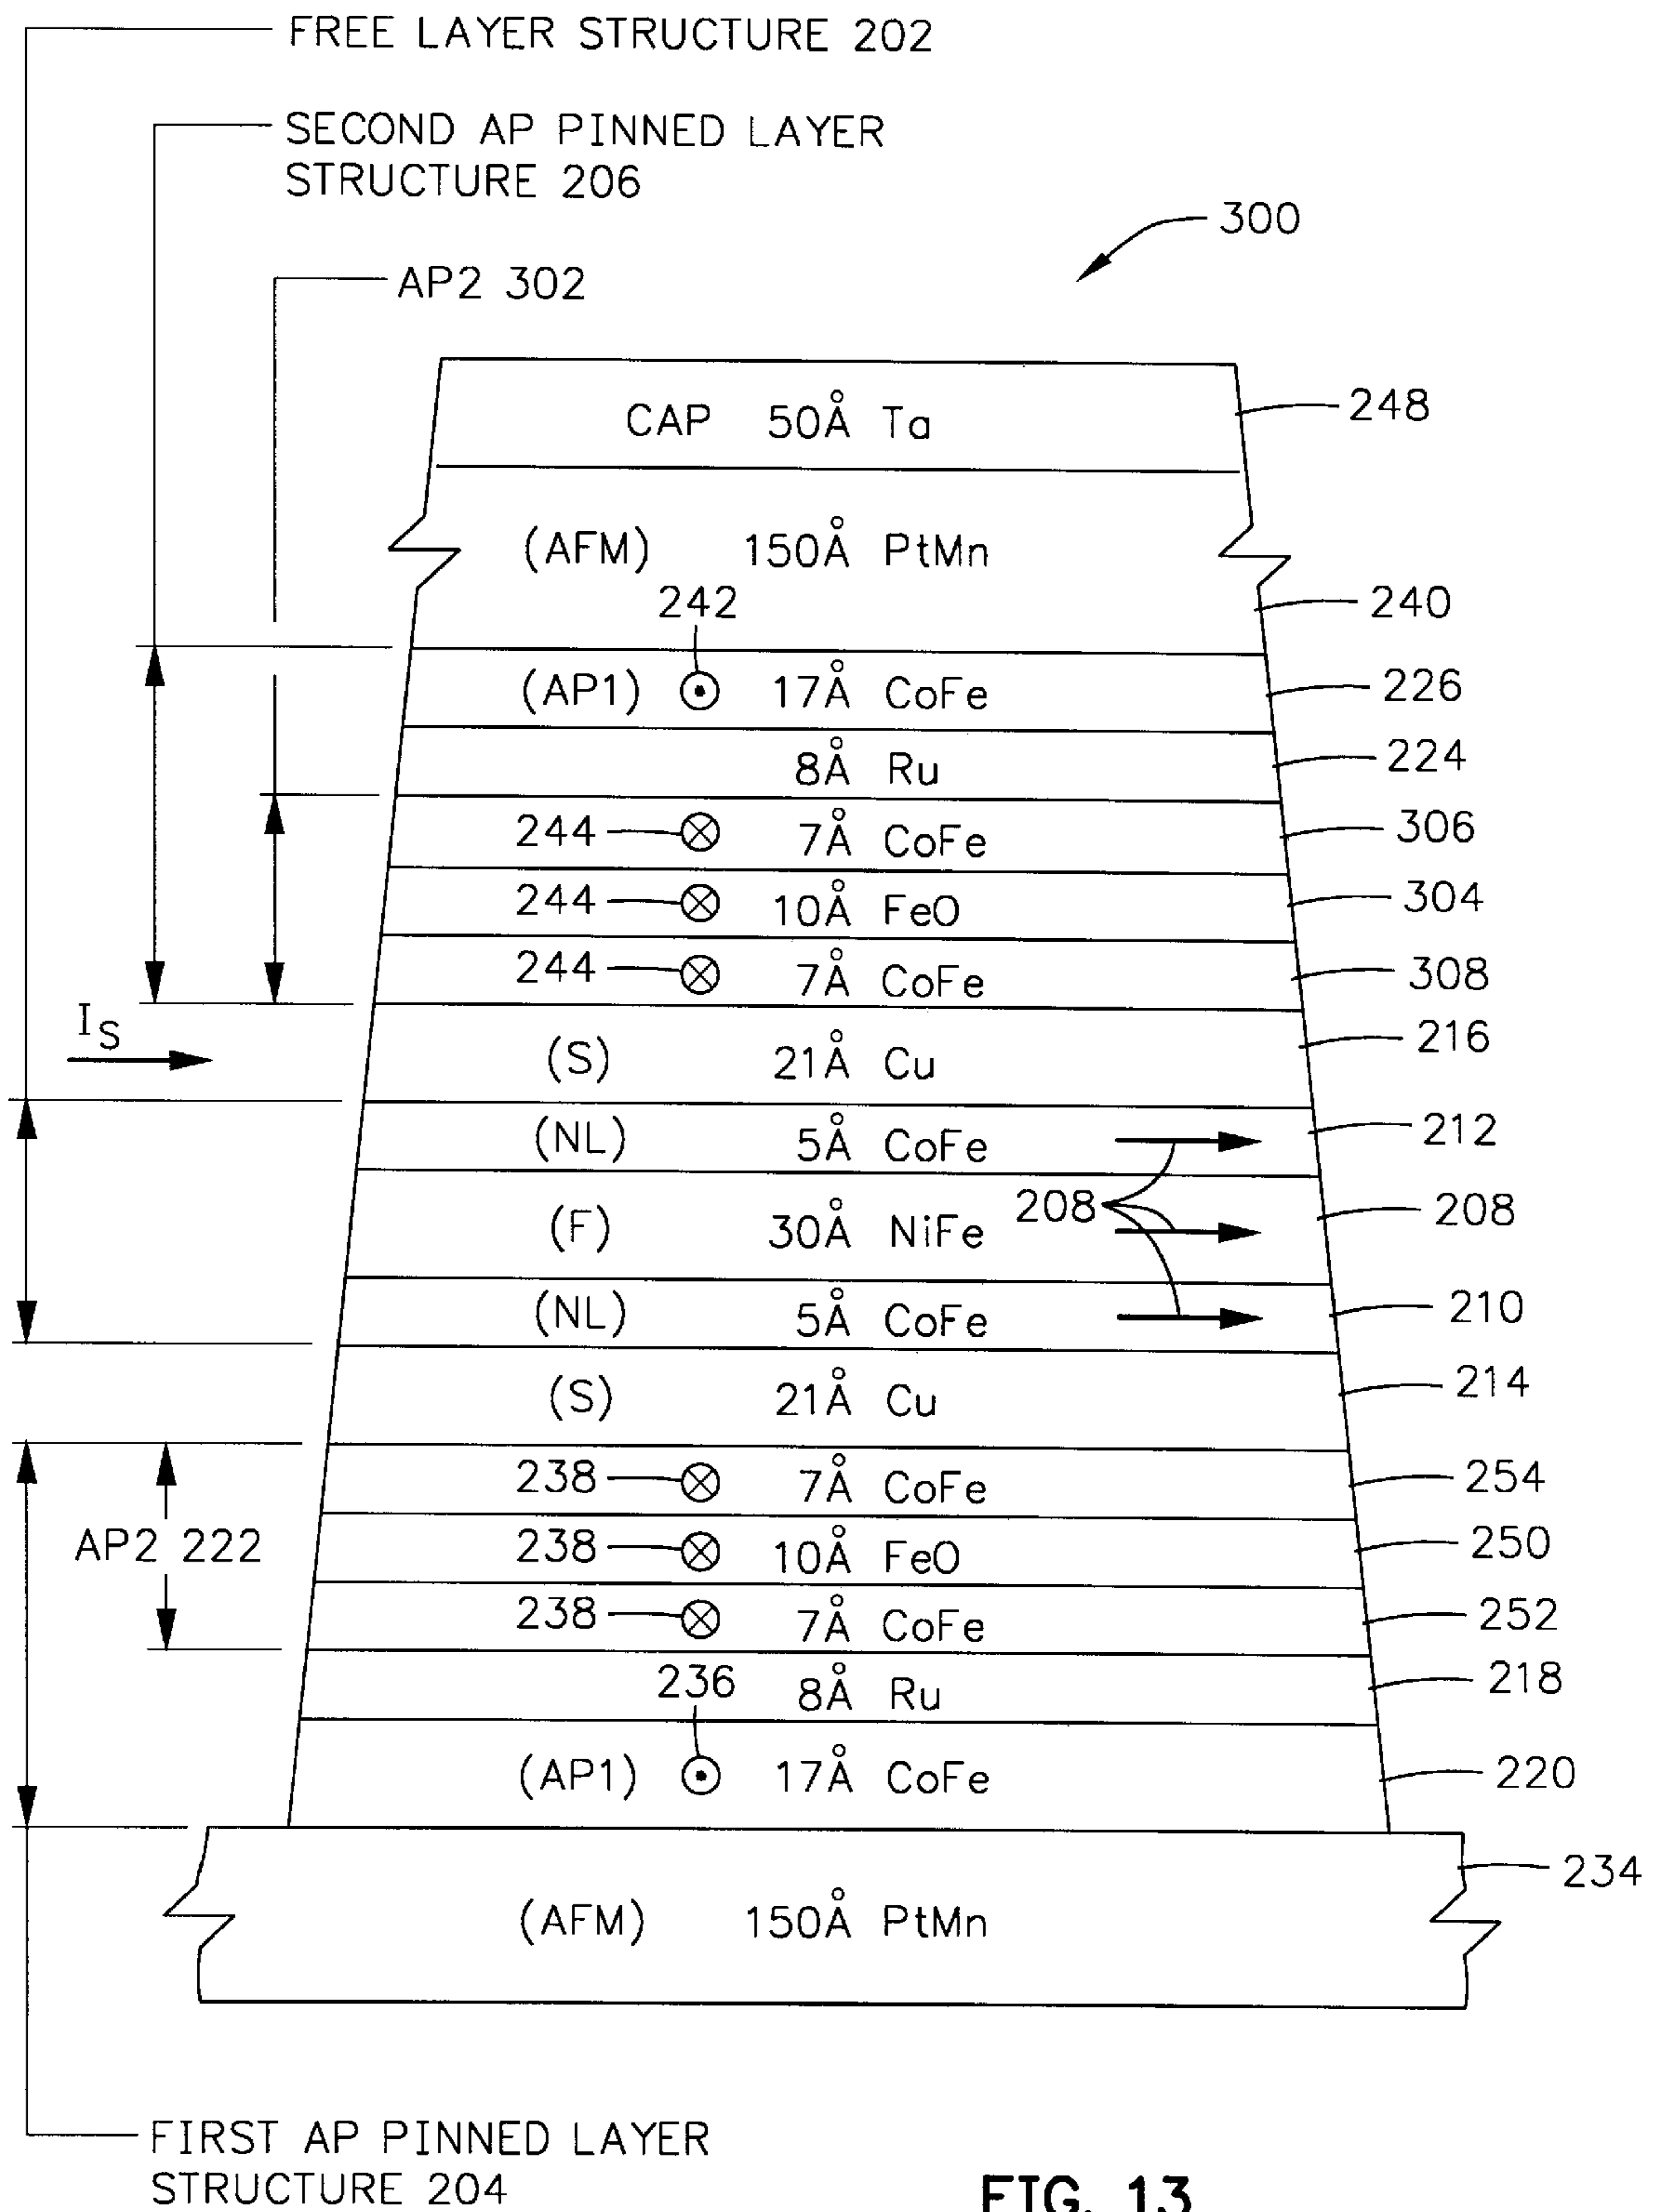 FREE LAYER STRUCTURE 202
SECOND AP PINNED LAYER
STRUCTURE 206
300
AP2 302
CAP 50Å Ta
248
(AFM) 150Å PtMn
240
242
(AP1) 17Å CoFe
226
8Å Ru
224
244 7Å CoFe
306
244 10Å FeO
304
244 7Å CoFe
308
IS
(S) 21Å Cu
216
(NL) 5Å CoFe
212
(F) 30Å NiFe
208
208
(NL) 5Å CoFe
210
(S) 21Å Cu
214
238 7Å CoFe
254
AP2 222
238 10Å FeO
250
238 7Å CoFe
252
236
8Å Ru
218
(AP1) 17Å CoFe
220
234
(AFM) 150Å PtMn
FIRST AP PINNED LAYER
STRUCTURE 204
FIG. 13